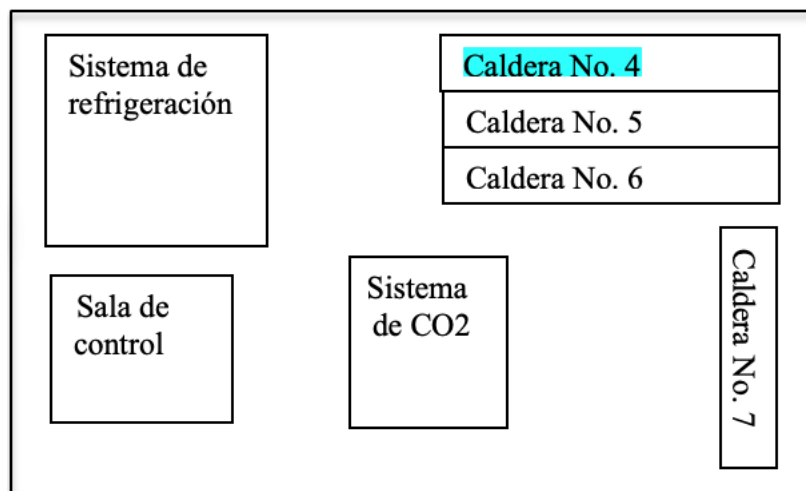 Sistema de
refrigeración
Caldera No. 4
Caldera No. 5
Caldera No. 6
Sala de
control
Sistema
de CO2
Caldera No. 7